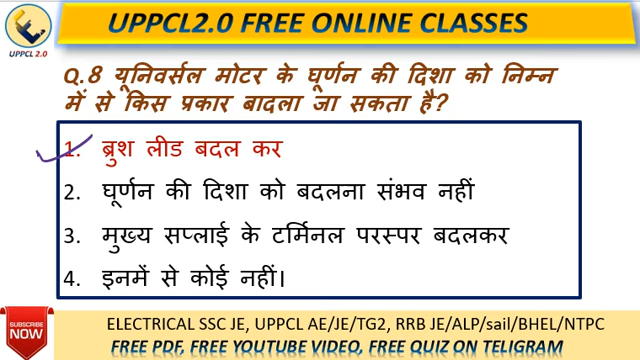 UPPCL2.0 FREE ONLINE CLASSES
UPPCL 2.0
Q.8 यूनिवर्सल मोटर के घूर्णन की दिशा को निम्न
में से किस प्रकार बादला जा सकता है?
1. ब्रुश लीड बदल कर
2. घूर्णन की दिशा को बदलना संभव नहीं
3. मुख्य सप्लाई के टर्मिनल परस्पर बदलकर
4. इनमें से कोई नहीं।
SUBSCRIBE
NOW
ELECTRICAL SSC JE, UPPCL AE/JE/TG2, RRB JE/ALP/sail/BHEL/NTPC
FREE PDF, FREE YOUTUBE VIDEO, FREE QUIZ ON TELIGRAM